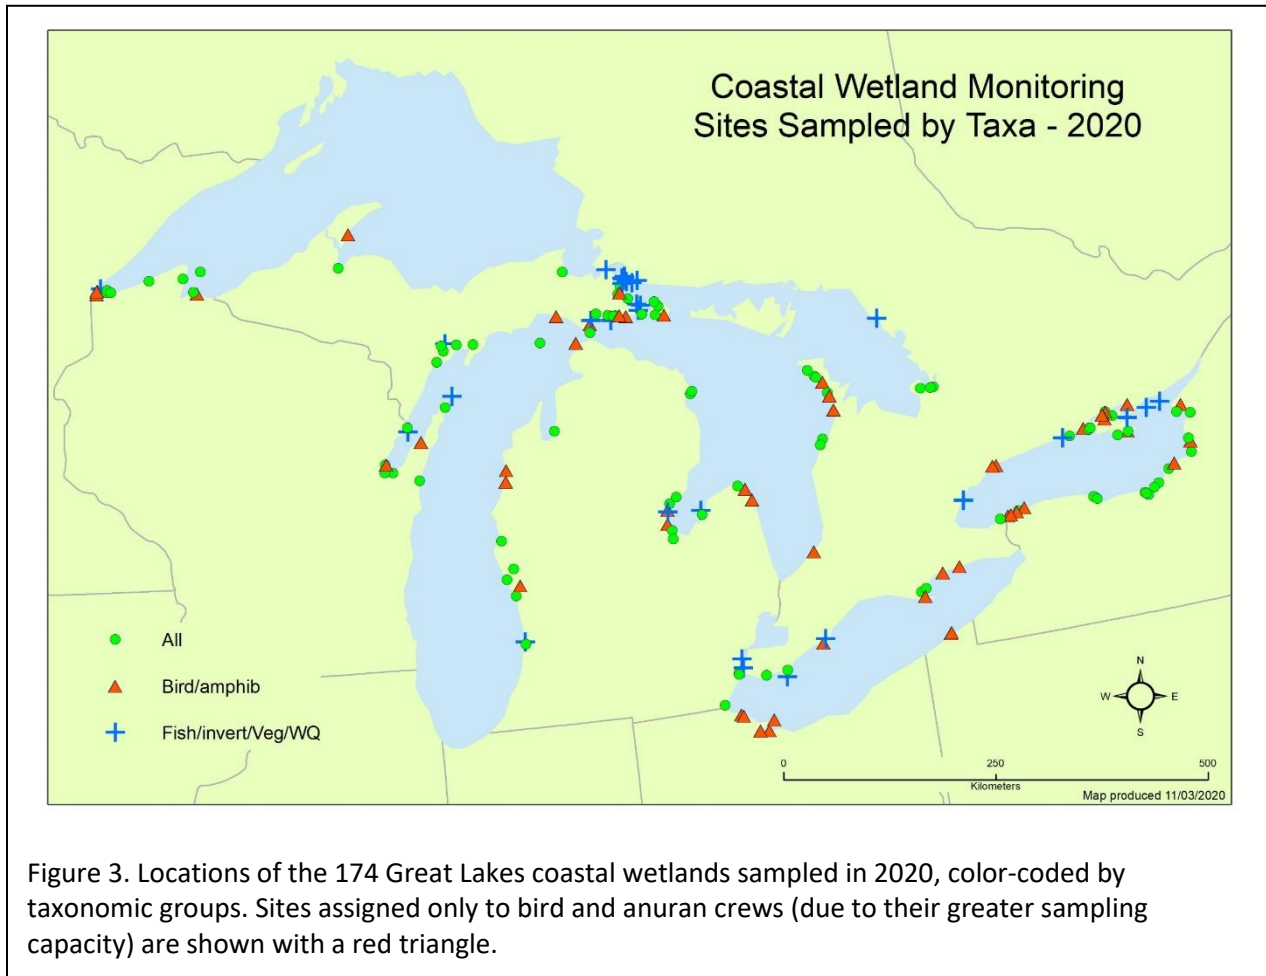 Coastal Wetland Monitoring
Sites Sampled by Taxa - 2020
All
Bird/amphib
Fish/invert/Veg/WQ
N
W E
S
0 250 500
Kilometers
Map produced 11/03/2020
Figure 3. Locations of the 174 Great Lakes coastal wetlands sampled in 2020, color-coded by
taxonomic groups. Sites assigned only to bird and anuran crews (due to their greater sampling
capacity) are shown with a red triangle.